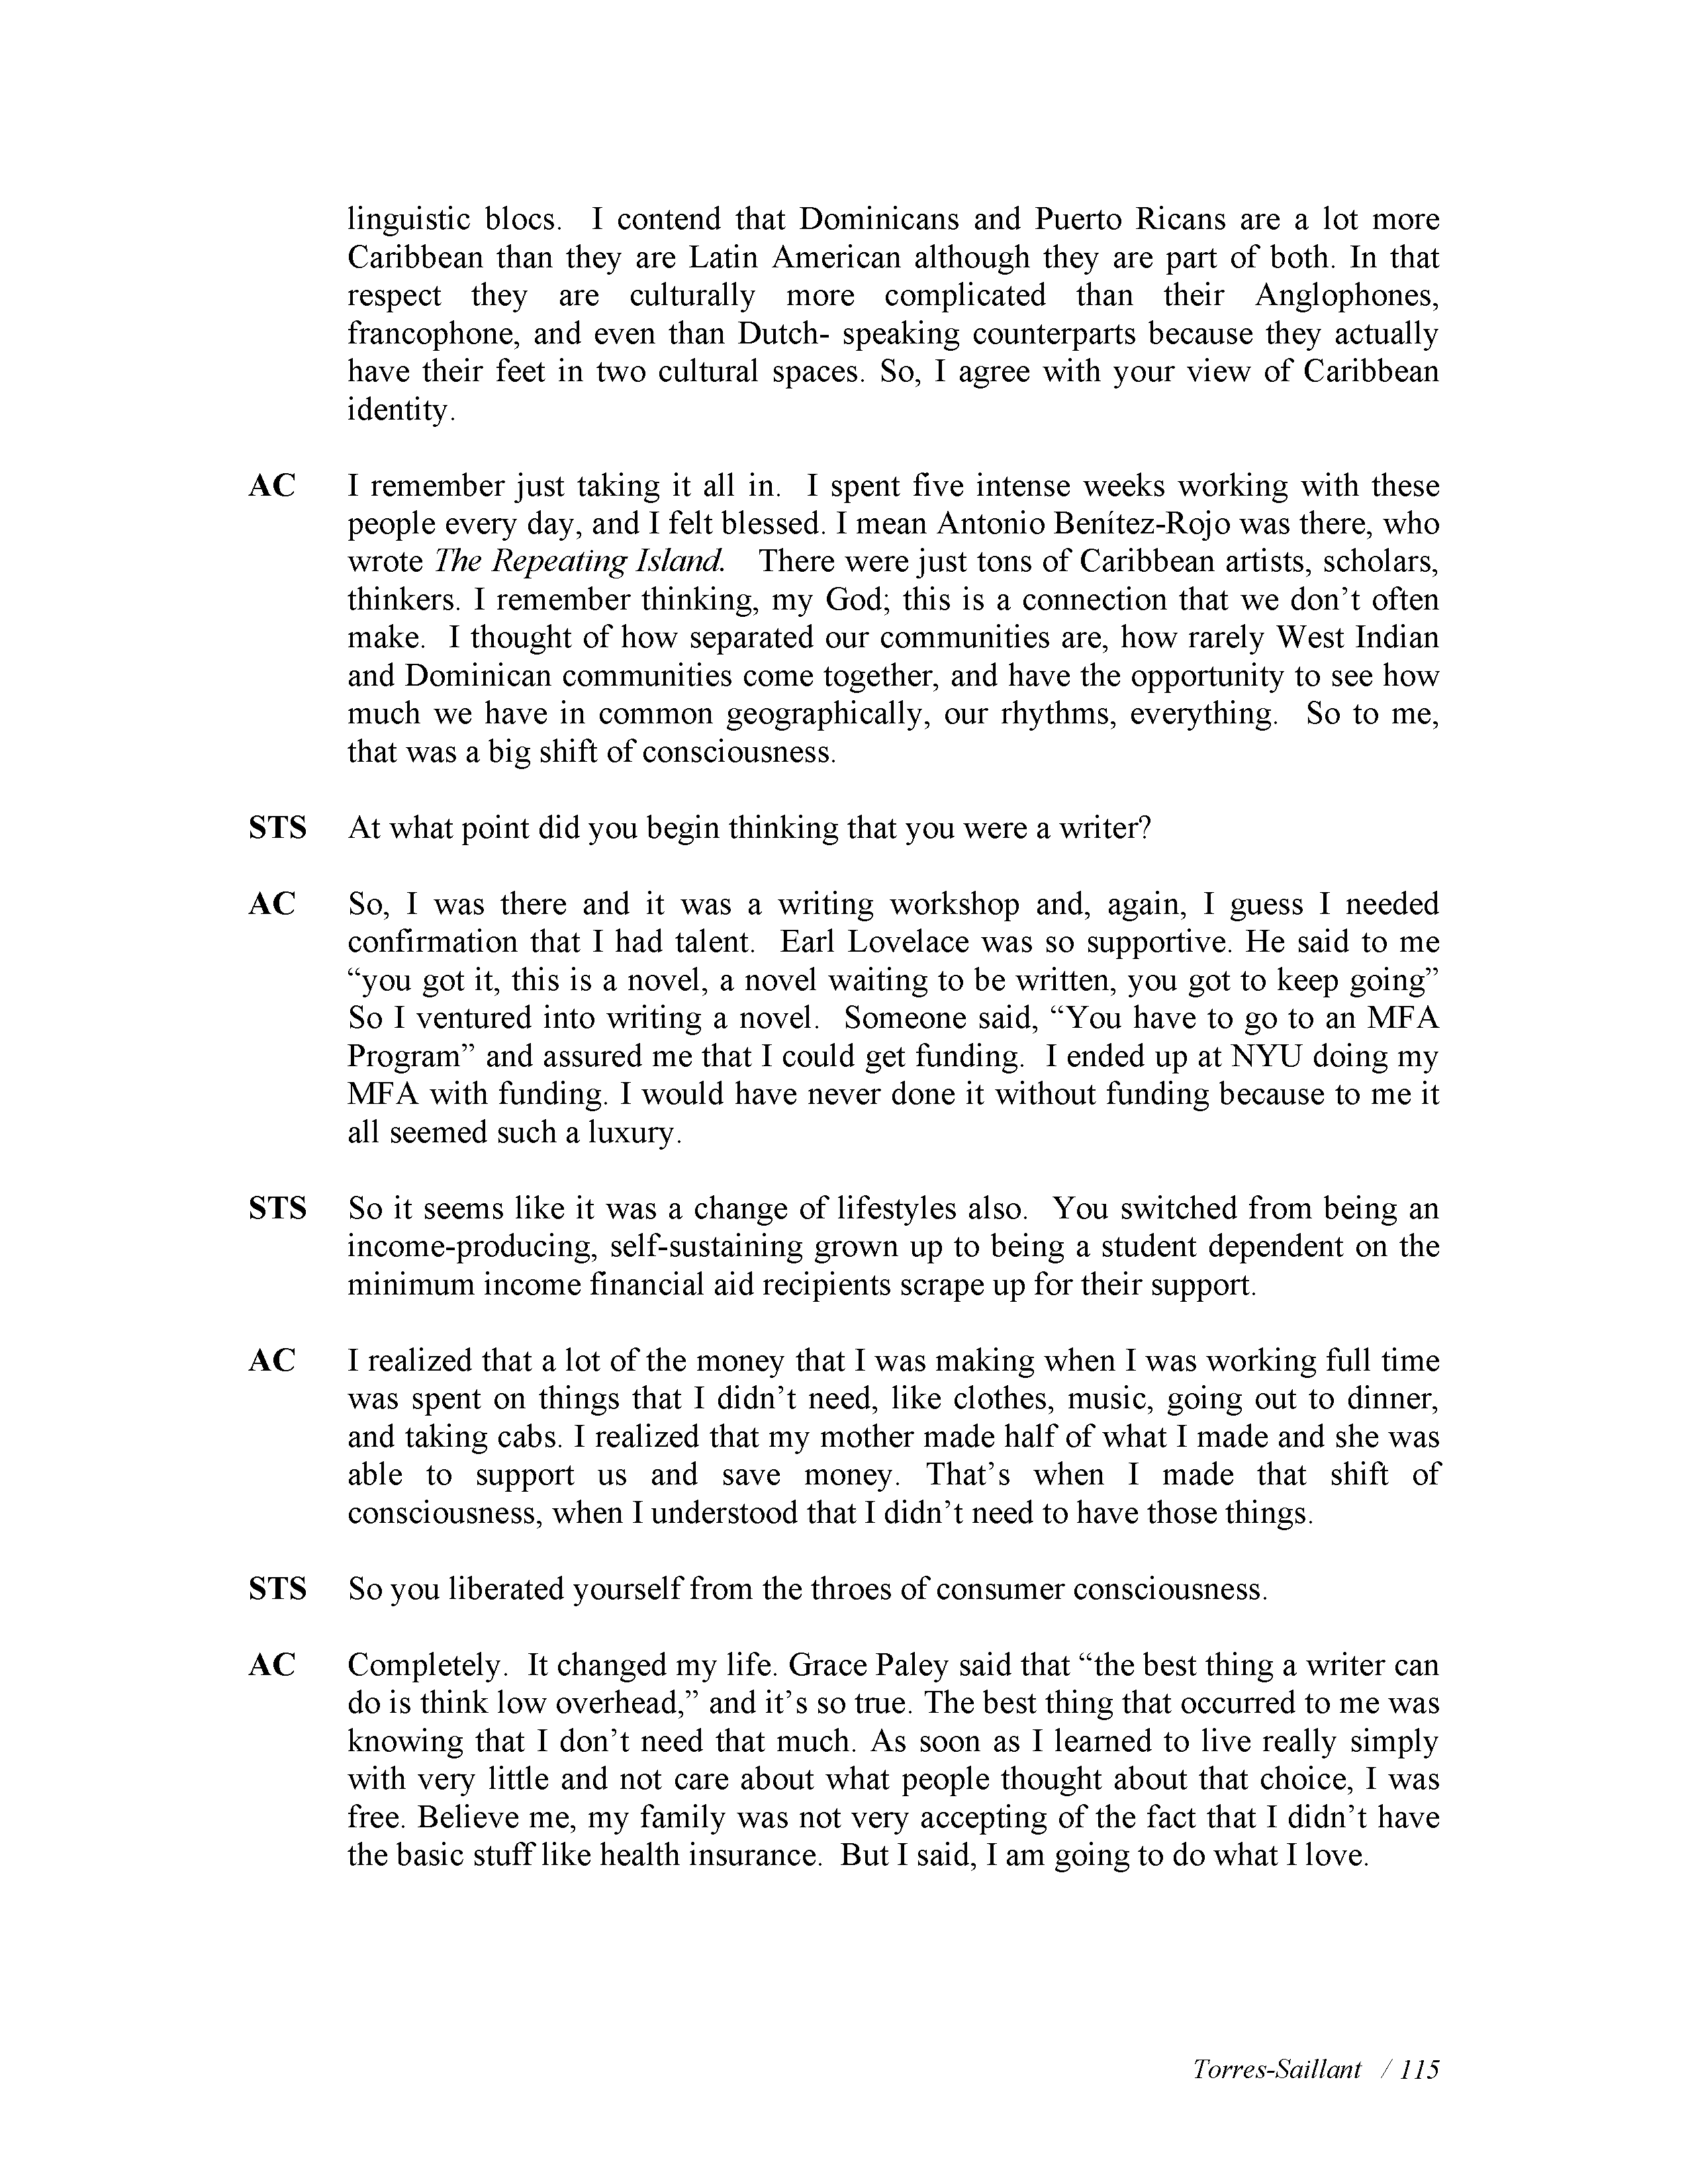 linguistic blocs. I contend that Dominicans and Puerto Ricans are a lot more
Caribbean than they are Latin American although they are part of both. In that
respect they are culturally more complicated than their Anglophones,
francophone, and even than Dutch- speaking counterparts because they actually
have their feet in two cultural spaces. So, I agree with your view of Caribbean
identity.
AC I remember just taking it all in. I spent five intense weeks working with these
people every day, and I felt blessed. I mean Antonio Benítez-Rojo was there, who
wrote The Repeating Island. There were just tons of Caribbean artists, scholars,
thinkers. I remember thinking, my God; this is a connection that we don’t often
make. I thought of how separated our communities are, how rarely West Indian
and Dominican communities come together, and have the opportunity to see how
much we have in common geographically, our rhythms, everything. So to me,
that was a big shift of consciousness.
STS At what point did you begin thinking that you were a writer?
AC So, I was there and it was a writing workshop and, again, I guess I needed
confirmation that I had talent. Earl Lovelace was so supportive. He said to me
“you got it, this is a novel, a novel waiting to be written, you got to keep going”
So I ventured into writing a novel. Someone said, “You have to go to an MFA
Program” and assured me that I could get funding. I ended up at NYU doing my
MFA with funding. I would have never done it without funding because to me it
all seemed such a luxury.
STS So it seems like it was a change of lifestyles also. You switched from being an
income-producing, self-sustaining grown up to being a student dependent on the
minimum income financial aid recipients scrape up for their support.
AC I realized that a lot of the money that I was making when I was working full time
was spent on things that I didn’t need, like clothes, music, going out to dinner,
and taking cabs. I realized that my mother made half of what I made and she was
able to support us and save money. That’s when I made that shift of
consciousness, when I understood that I didn’t need to have those things.
STS So you liberated yourself from the throes of consumer consciousness.
AC Completely. It changed my life. Grace Paley said that “the best thing a writer can
do is think low overhead,” and it’s so true. The best thing that occurred to me was
knowing that I don’t need that much. As soon as I learned to live really simply
with very little and not care about what people thought about that choice, I was
free. Believe me, my family was not very accepting of the fact that I didn’t have
the basic stuff like health insurance. But I said, I am going to do what I love.
Torres-Saillant / 115